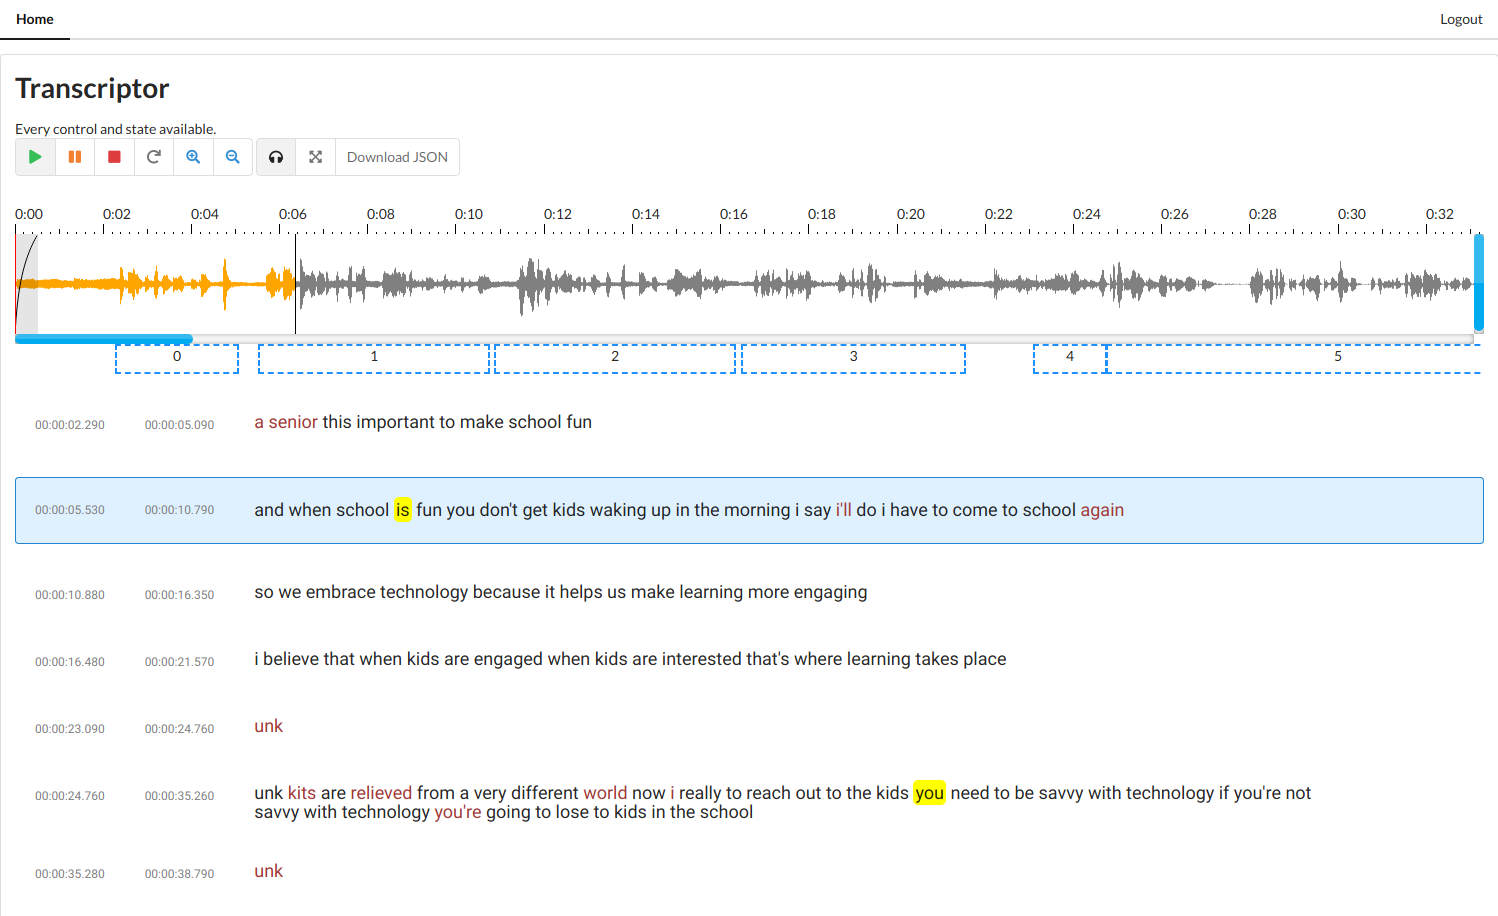 Home
Logout
Transcriptor
Every control and state available.
Download JSON
0:00 0:02 0:04 0:06 0:08 0:10 0:12 0:14 0:16 0:18 0:20 0:22 0:24 0:26 0:28 0:30 0:32
0 1 2 3 4 5
00:00:02.290 00:00:05.090 a senior this important to make school fun
00:00:05.530 00:00:10.790 and when school is fun you don't get kids waking up in the morning i say i'll do i have to come to school again
00:00:10.880 00:00:16.350 so we embrace technology because it helps us make learning more engaging
00:00:16.480 00:00:21.570 i believe that when kids are engaged when kids are interested that's where learning takes place
00:00:23.090 00:00:24.760 unk
00:00:24.760 00:00:35.260 unk kits are relieved from a very different world now i really to reach out to the kids you need to be savvy with technology if you're not
savvy with technology you're going to lose to kids in the school
00:00:35.280 00:00:38.790 unk